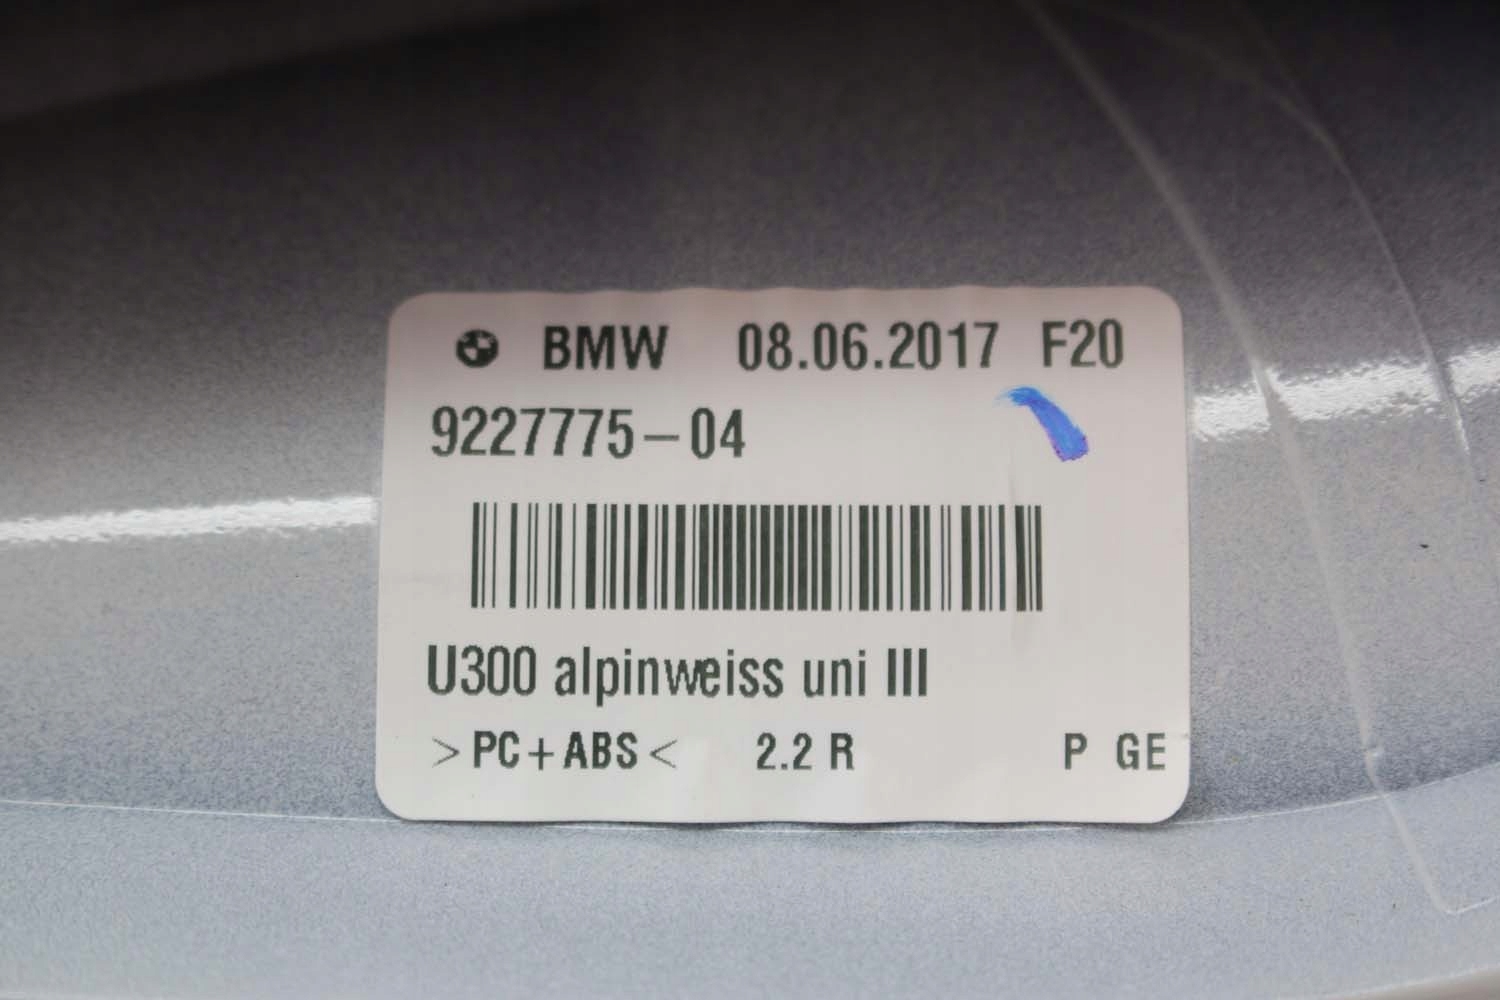 BMW 08.06.2017 F20
9227775-04
U300 alpinweiss uni III
>PC+ABS< 2.2 R P GE